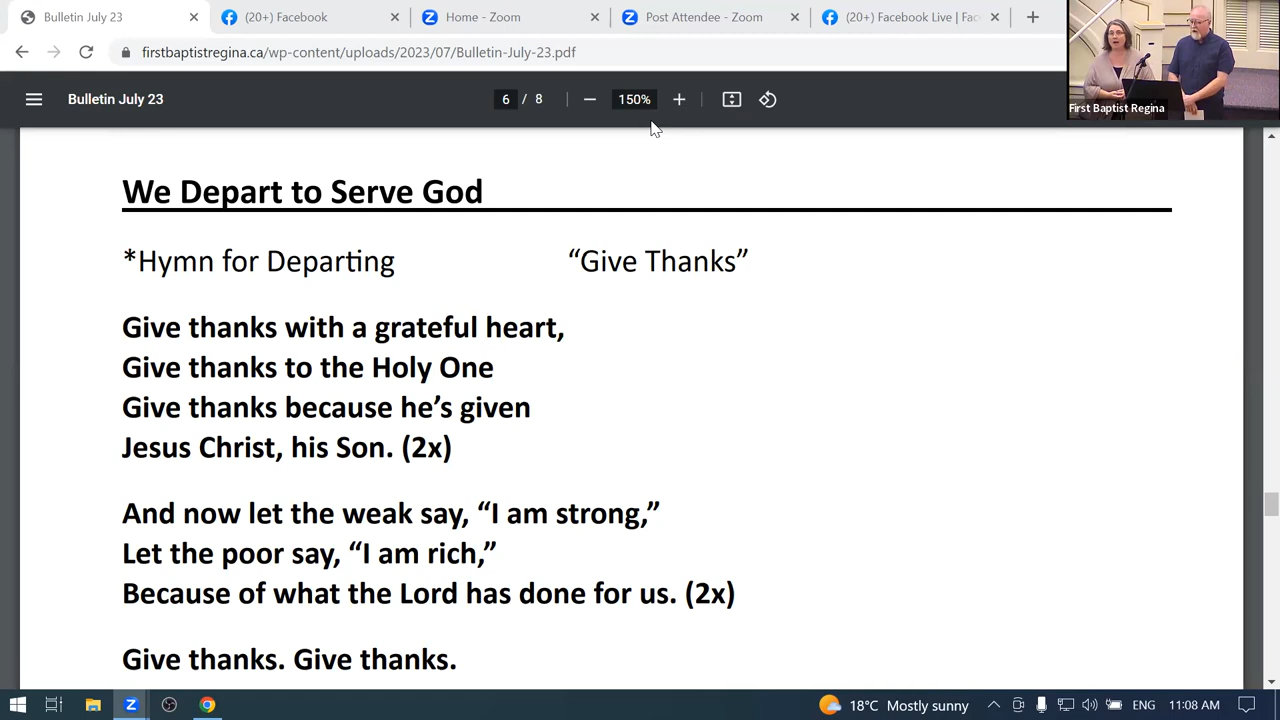 Bulletin July 23
(20+) Facebook
Home - Zoom
Post Attendee - Zoom
(20+) Facebook Live | Fac
firstbaptistregina.ca/wp-content/uploads/2023/07/Bulletin-July-23.pdf
Bulletin July 23
6 / 8
150%
First Baptist Regina
We Depart to Serve God
*Hymn for Departing “Give Thanks”
Give thanks with a grateful heart,
Give thanks to the Holy One
Give thanks because he’s given
Jesus Christ, his Son. (2x)
And now let the weak say, “I am strong,”
Let the poor say, “I am rich,”
Because of what the Lord has done for us. (2x)
Give thanks. Give thanks.
18°C Mostly sunny
ENG
11:08 AM